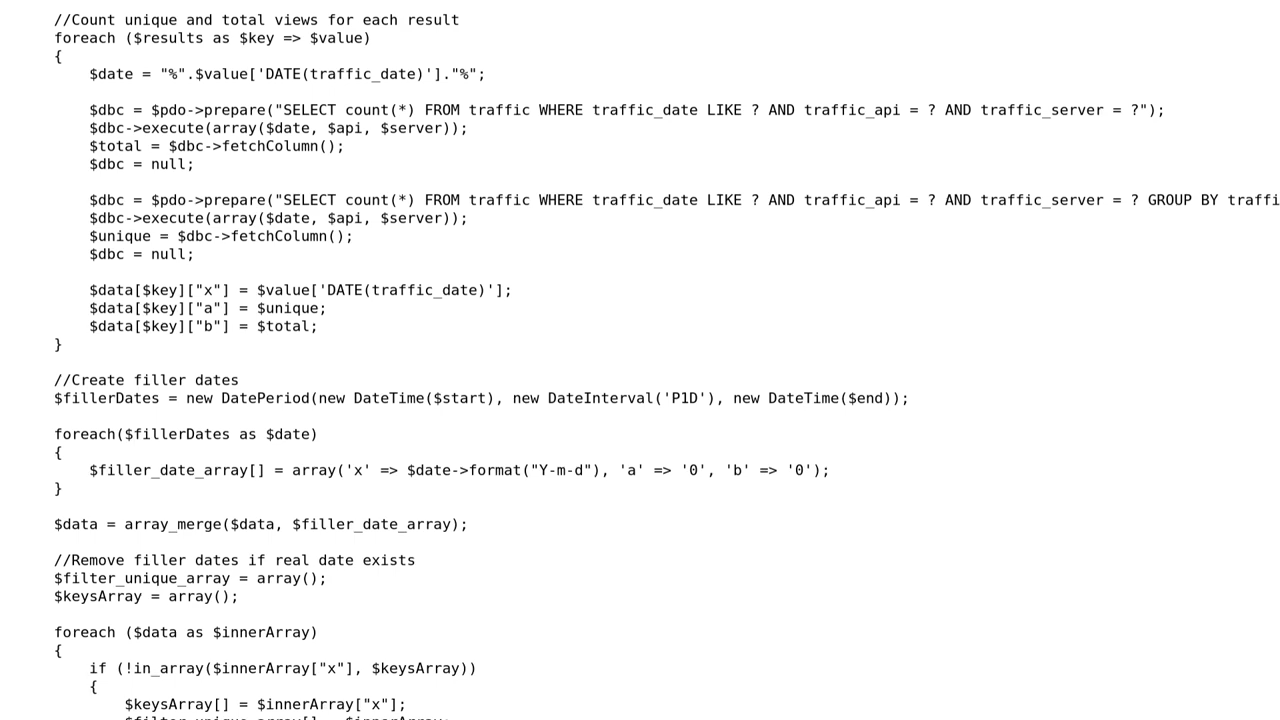 //Count unique and total views for each result
foreach ($results as $key => $value)
{
$date = "%".$value['DATE(traffic_date)']."%";
$dbc = $pdo->prepare("SELECT count(*) FROM traffic WHERE traffic_date LIKE ? AND traffic_api = ? AND traffic_server = ?");
$dbc->execute(array($date, $api, $server));
$total = $dbc->fetchColumn();
$dbc = null;
$dbc = $pdo->prepare("SELECT count(*) FROM traffic WHERE traffic_date LIKE ? AND traffic_api = ? AND traffic_server = ? GROUP BY traffi
$dbc->execute(array($date, $api, $server));
$unique = $dbc->fetchColumn();
$dbc = null;
$data[$key]["x"] = $value['DATE(traffic_date)'];
$data[$key]["a"] = $unique;
$data[$key]["b"] = $total;
}
//Create filler dates
$fillerDates = new DatePeriod(new DateTime($start), new DateInterval('P1D'), new DateTime($end));
foreach($fillerDates as $date)
{
$filler_date_array[] = array('x' => $date->format("Y-m-d"), 'a' => '0', 'b' => '0');
}
$data = array_merge($data, $filler_date_array);
//Remove filler dates if real date exists
$filter_unique_array = array();
$keysArray = array();
foreach ($data as $innerArray)
{
if (!in_array($innerArray["x"], $keysArray))
{
$keysArray[] = $innerArray["x"];